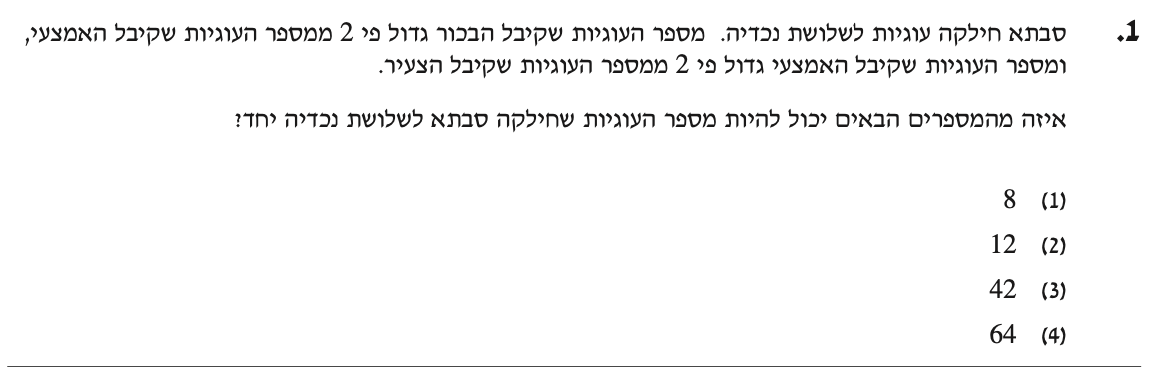 1. סבתא חילקה עוגיות לשלושת נכדיה. מספר העוגיות שקיבל הבכור גדול פי 2 ממספר העוגיות שקיבל האמצעי,
ומספר העוגיות שקיבל האמצעי גדול פי 2 ממספר העוגיות שקיבל הצעיר.
איזה מהמספרים הבאים יכול להיות מספר העוגיות שחילקה סבתא לשלושת נכדיה יחד?
(1) 8
(2) 12
(3) 42
(4) 64